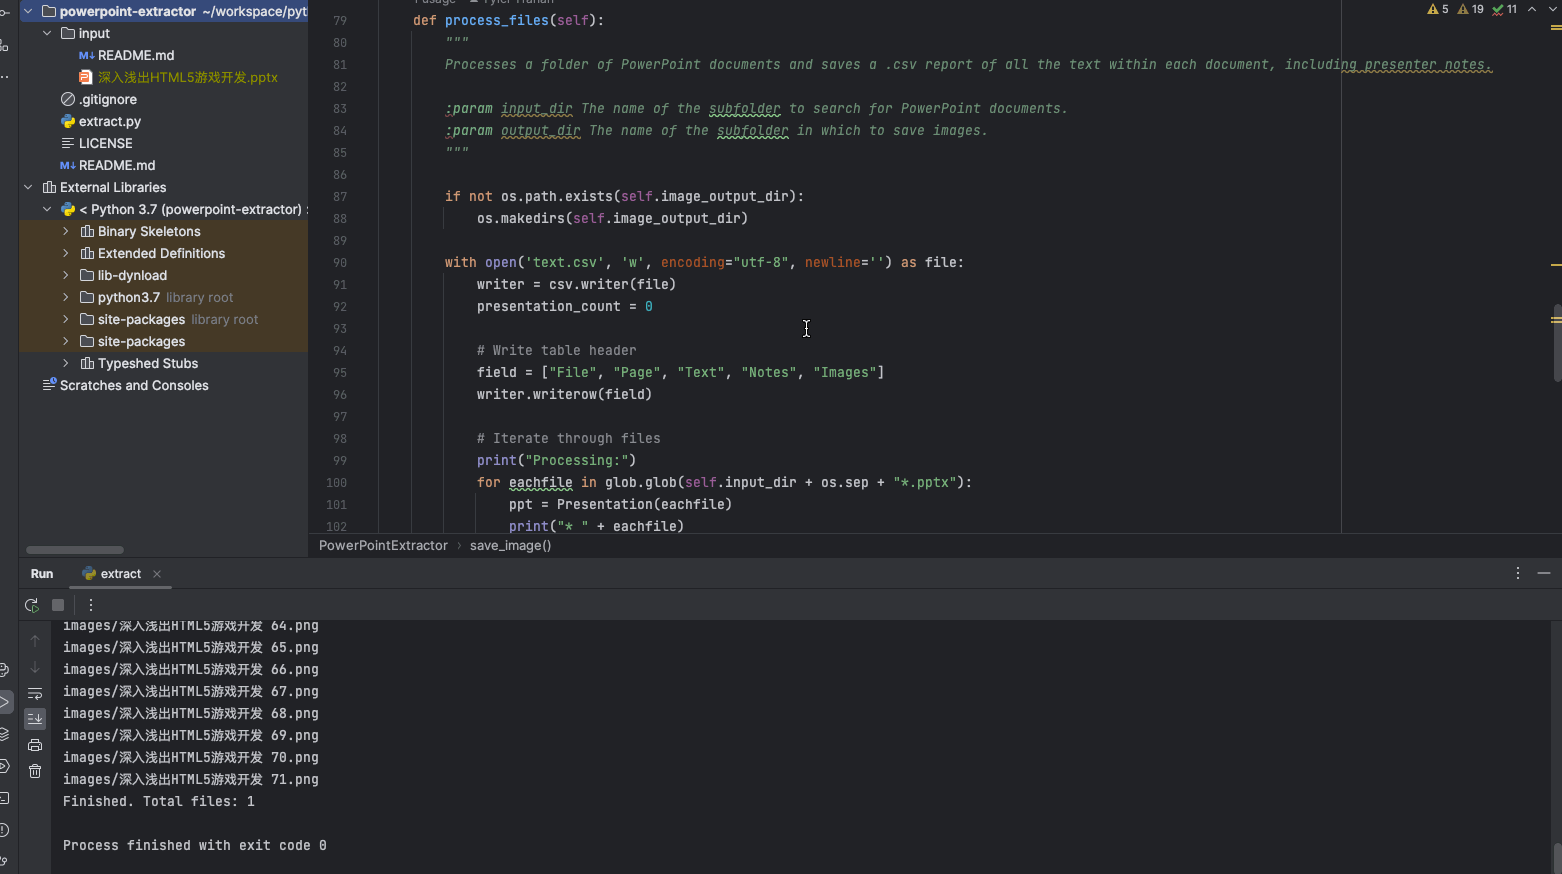 powerpoint-extractor ~/workspace/pyt
input
README.md
深入浅出HTML5游戏开发.pptx
.gitignore
extract.py
LICENSE
README.md
External Libraries
< Python 3.7 (powerpoint-extractor)
Binary Skeletons
Extended Definitions
lib-dynload
python3.7 library root
site-packages library root
site-packages
Typeshed Stubs
Scratches and Consoles
5 19 11
79 def process_files(self):
80 """
81 Processes a folder of PowerPoint documents and saves a .csv report of all the text within each document, including presenter notes.
82
83 :param input_dir The name of the subfolder to search for PowerPoint documents.
84 :param output_dir The name of the subfolder in which to save images.
85 """
86
87 if not os.path.exists(self.image_output_dir):
88 os.makedirs(self.image_output_dir)
89
90 with open('text.csv', 'w', encoding="utf-8", newline='') as file:
91 writer = csv.writer(file)
92 presentation_count = 0
93
94 # Write table header
95 field = ["File", "Page", "Text", "Notes", "Images"]
96 writer.writerow(field)
97
98 # Iterate through files
99 print("Processing:")
100 for eachfile in glob.glob(self.input_dir + os.sep + "*.pptx"):
101 ppt = Presentation(eachfile)
102 print("* " + eachfile)
PowerPointExtractor › save_image()
Run extract
images/深入浅出HTML5游戏开发 64.png
images/深入浅出HTML5游戏开发 65.png
images/深入浅出HTML5游戏开发 66.png
images/深入浅出HTML5游戏开发 67.png
images/深入浅出HTML5游戏开发 68.png
images/深入浅出HTML5游戏开发 69.png
images/深入浅出HTML5游戏开发 70.png
images/深入浅出HTML5游戏开发 71.png
Finished. Total files: 1
Process finished with exit code 0